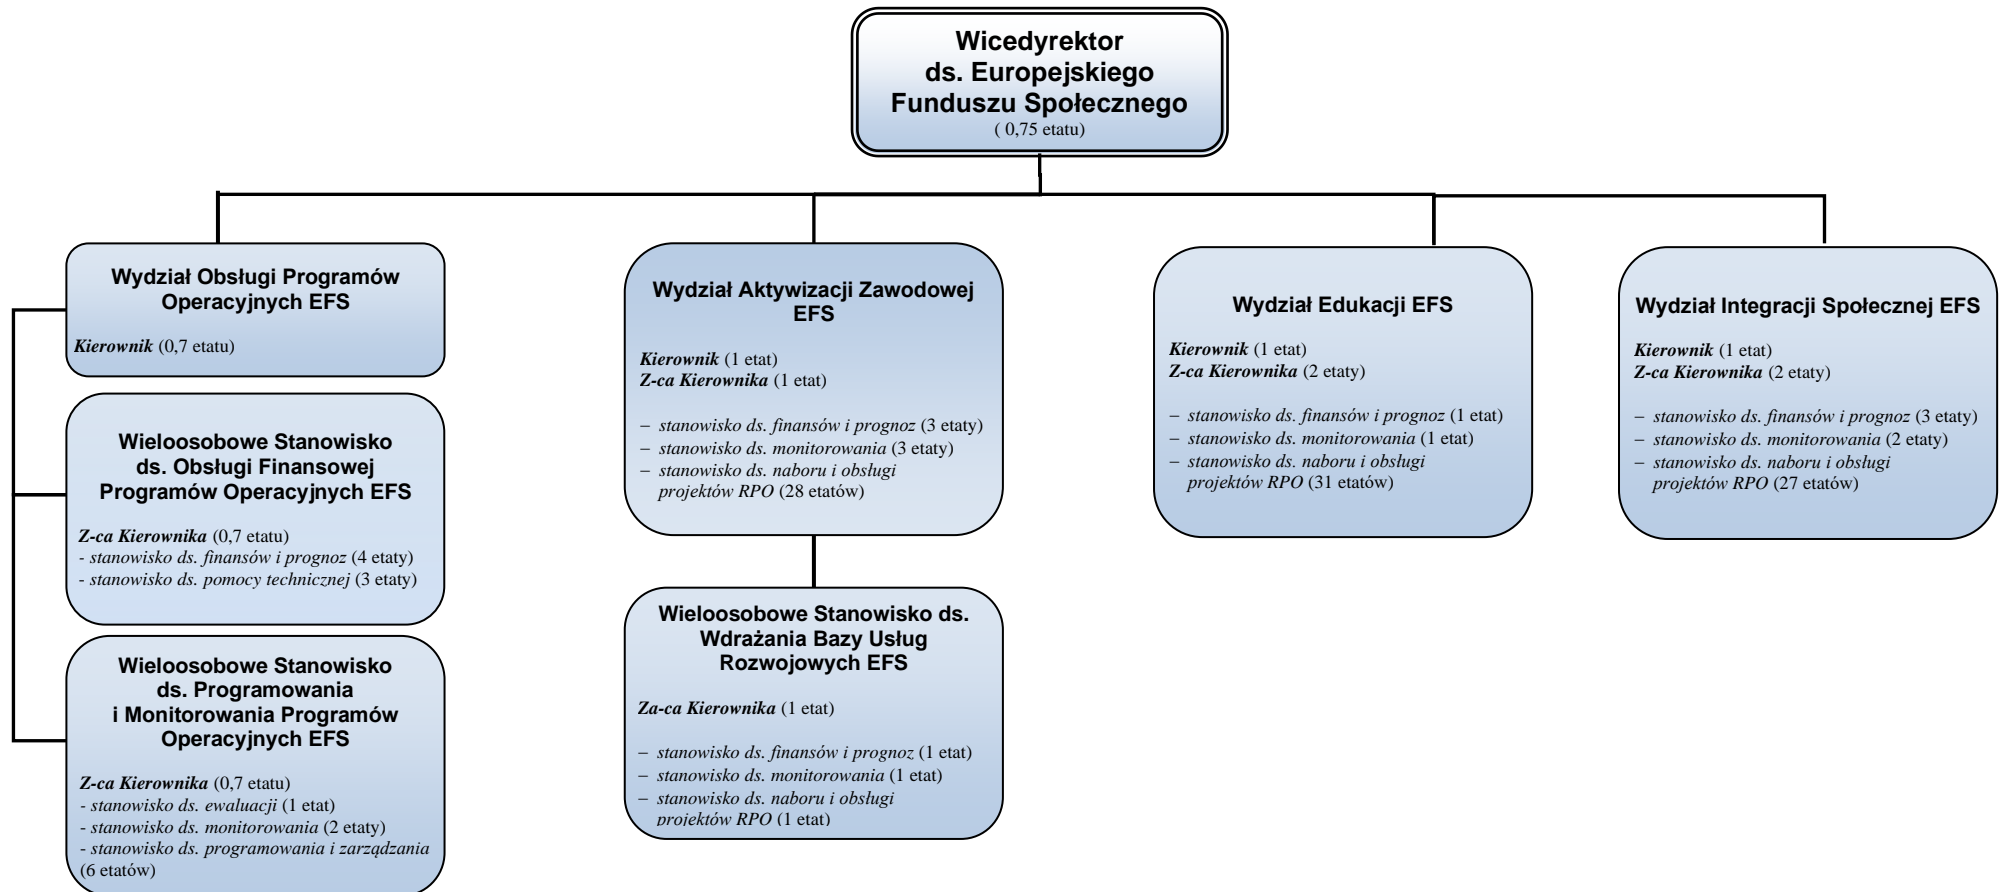 Wicedyrektor
ds. Europejskiego
Funduszu Społecznego
( 0,75 etatu)
Wydział Obsługi Programów
Operacyjnych EFS
Kierownik (0,7 etatu)
Wieloosobowe Stanowisko
ds. Obsługi Finansowej
Programów Operacyjnych EFS
Z-ca Kierownika (0,7 etatu)
- stanowisko ds. finansów i prognoz (4 etaty)
- stanowisko ds. pomocy technicznej (3 etaty)
Wieloosobowe Stanowisko
ds. Programowania
i Monitorowania Programów
Operacyjnych EFS
Z-ca Kierownika (0,7 etatu)
- stanowisko ds. ewaluacji (1 etat)
- stanowisko ds. monitorowania (2 etaty)
- stanowisko ds. programowania i zarządzania
(6 etatów)
Wydział Aktywizacji Zawodowej
EFS
Kierownik (1 etat)
Z-ca Kierownika (1 etat)
− stanowisko ds. finansów i prognoz (3 etaty)
− stanowisko ds. monitorowania (3 etaty)
− stanowisko ds. naboru i obsługi
projektów RPO (28 etatów)
Wieloosobowe Stanowisko ds.
Wdrażania Bazy Usług
Rozwojowych EFS
Za-ca Kierownika (1 etat)
− stanowisko ds. finansów i prognoz (1 etat)
− stanowisko ds. monitorowania (1 etat)
− stanowisko ds. naboru i obsługi
projektów RPO (1 etat)
Wydział Edukacji EFS
Kierownik (1 etat)
Z-ca Kierownika (2 etaty)
− stanowisko ds. finansów i prognoz (1 etat)
− stanowisko ds. monitorowania (1 etat)
− stanowisko ds. naboru i obsługi
projektów RPO (31 etatów)
Wydział Integracji Społecznej EFS
Kierownik (1 etat)
Z-ca Kierownika (2 etaty)
− stanowisko ds. finansów i prognoz (3 etaty)
− stanowisko ds. monitorowania (2 etaty)
− stanowisko ds. naboru i obsługi
projektów RPO (27 etatów)